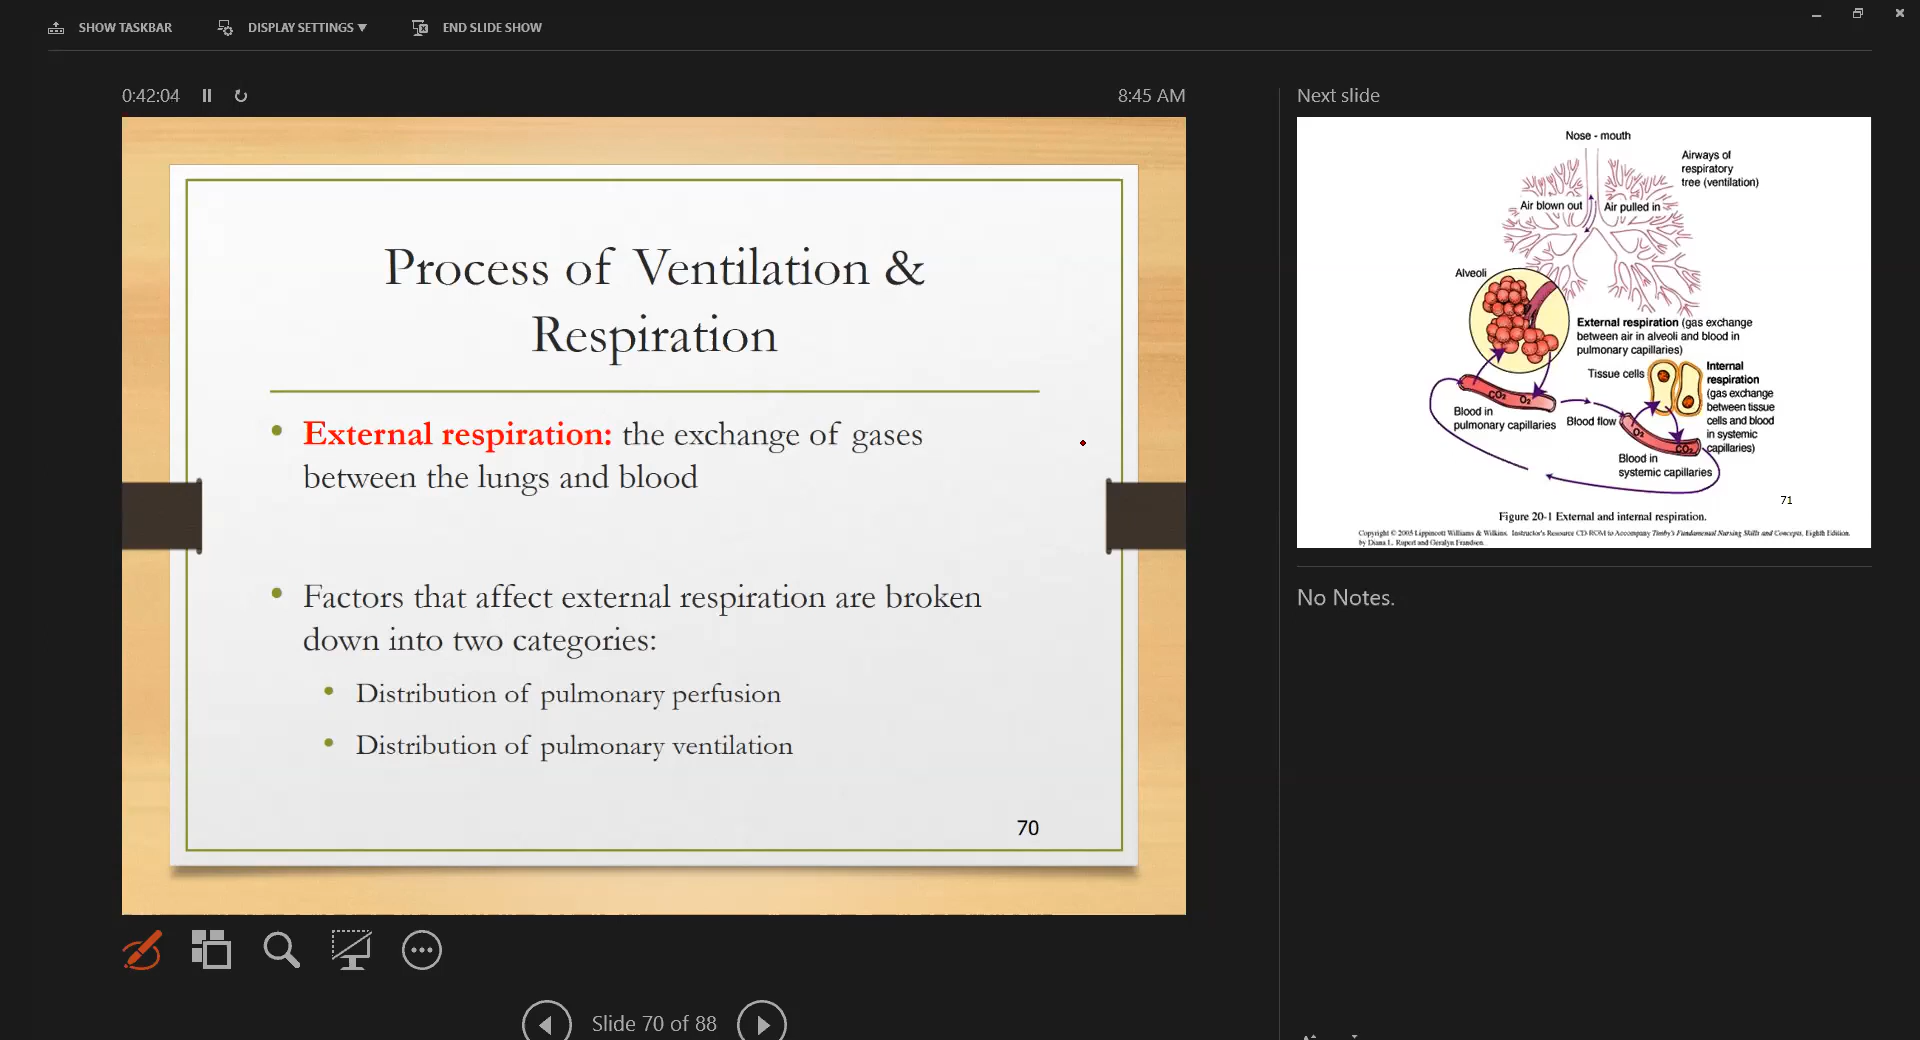 SHOW TASKBAR
DISPLAY SETTINGS ▼
END SLIDE SHOW
0:42:04
8:45 AM
Process of Ventilation &
Respiration
• External respiration: the exchange of gases
between the lungs and blood
• Factors that affect external respiration are broken
down into two categories:
• Distribution of pulmonary perfusion
• Distribution of pulmonary ventilation
70
Slide 70 of 88
Next slide
Nose - mouth
Airways of
respiratory
tree (ventilation)
Air blown out
Air pulled in
Alveoli
External respiration (gas exchange
between air in alveoli and blood in
pulmonary capillaries)
Tissue cells
Internal
respiration
(gas exchange
between tissue
cells and blood
in systemic
capillaries)
CO₂
O₂
Blood in
pulmonary capillaries
Blood flow
O₂
CO₂
Blood in
systemic capillaries
71
Figure 20-1 External and internal respiration.
Copyright © 2005 Lippincott Williams & Wilkins. Instructor's Resource CD-ROM to Accompany Timby's Fundamental Nursing Skills and Concepts, Eighth Edition.
by Diana L. Rupert and Geralyn Frandsen.
No Notes.